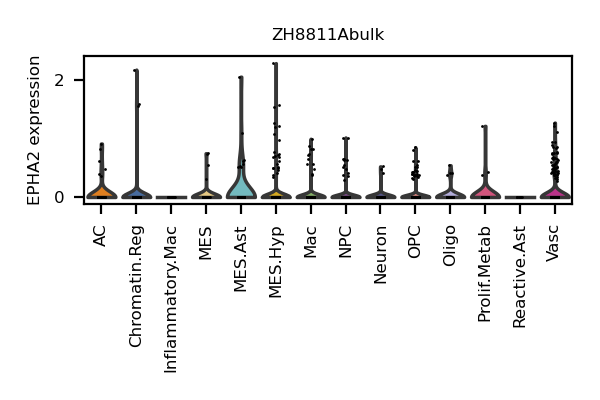 ZH8811Abulk
EPHA2 expression
2
0
AC
Chromatin.Reg
Inflammatory.Mac
MES
MES.Ast
MES.Hyp
Mac
NPC
Neuron
OPC
Oligo
Prolif.Metab
Reactive.Ast
Vasc